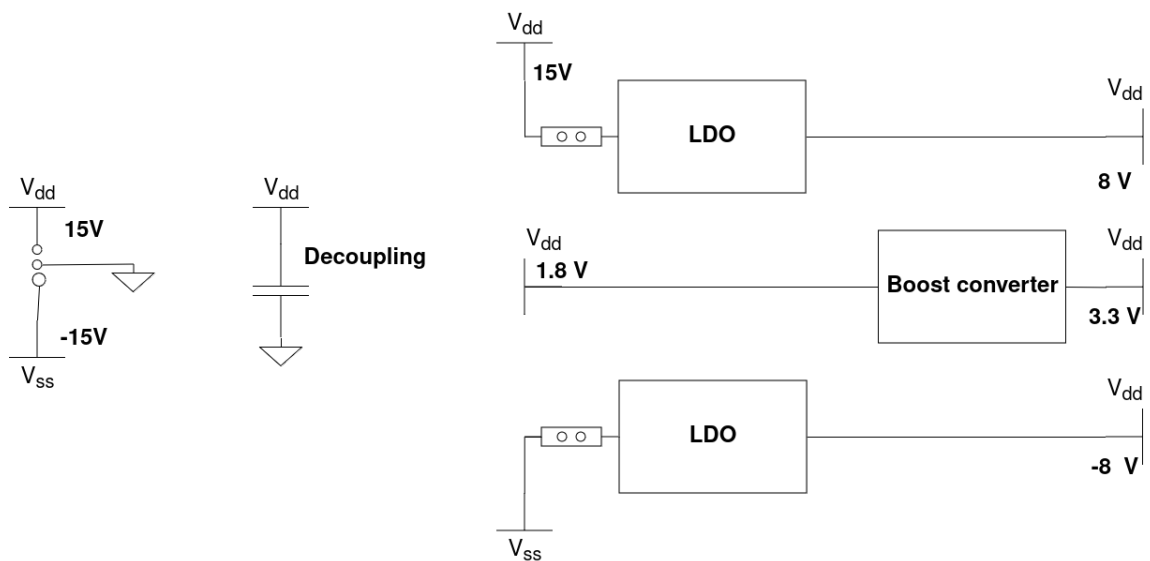 Vdd
15V
-15V
Vss
Vdd
Decoupling
Vdd
15V
LDO
Vdd
8 V
Vdd
1.8 V
Boost converter
Vdd
3.3 V
LDO
Vdd
-8 V
Vss